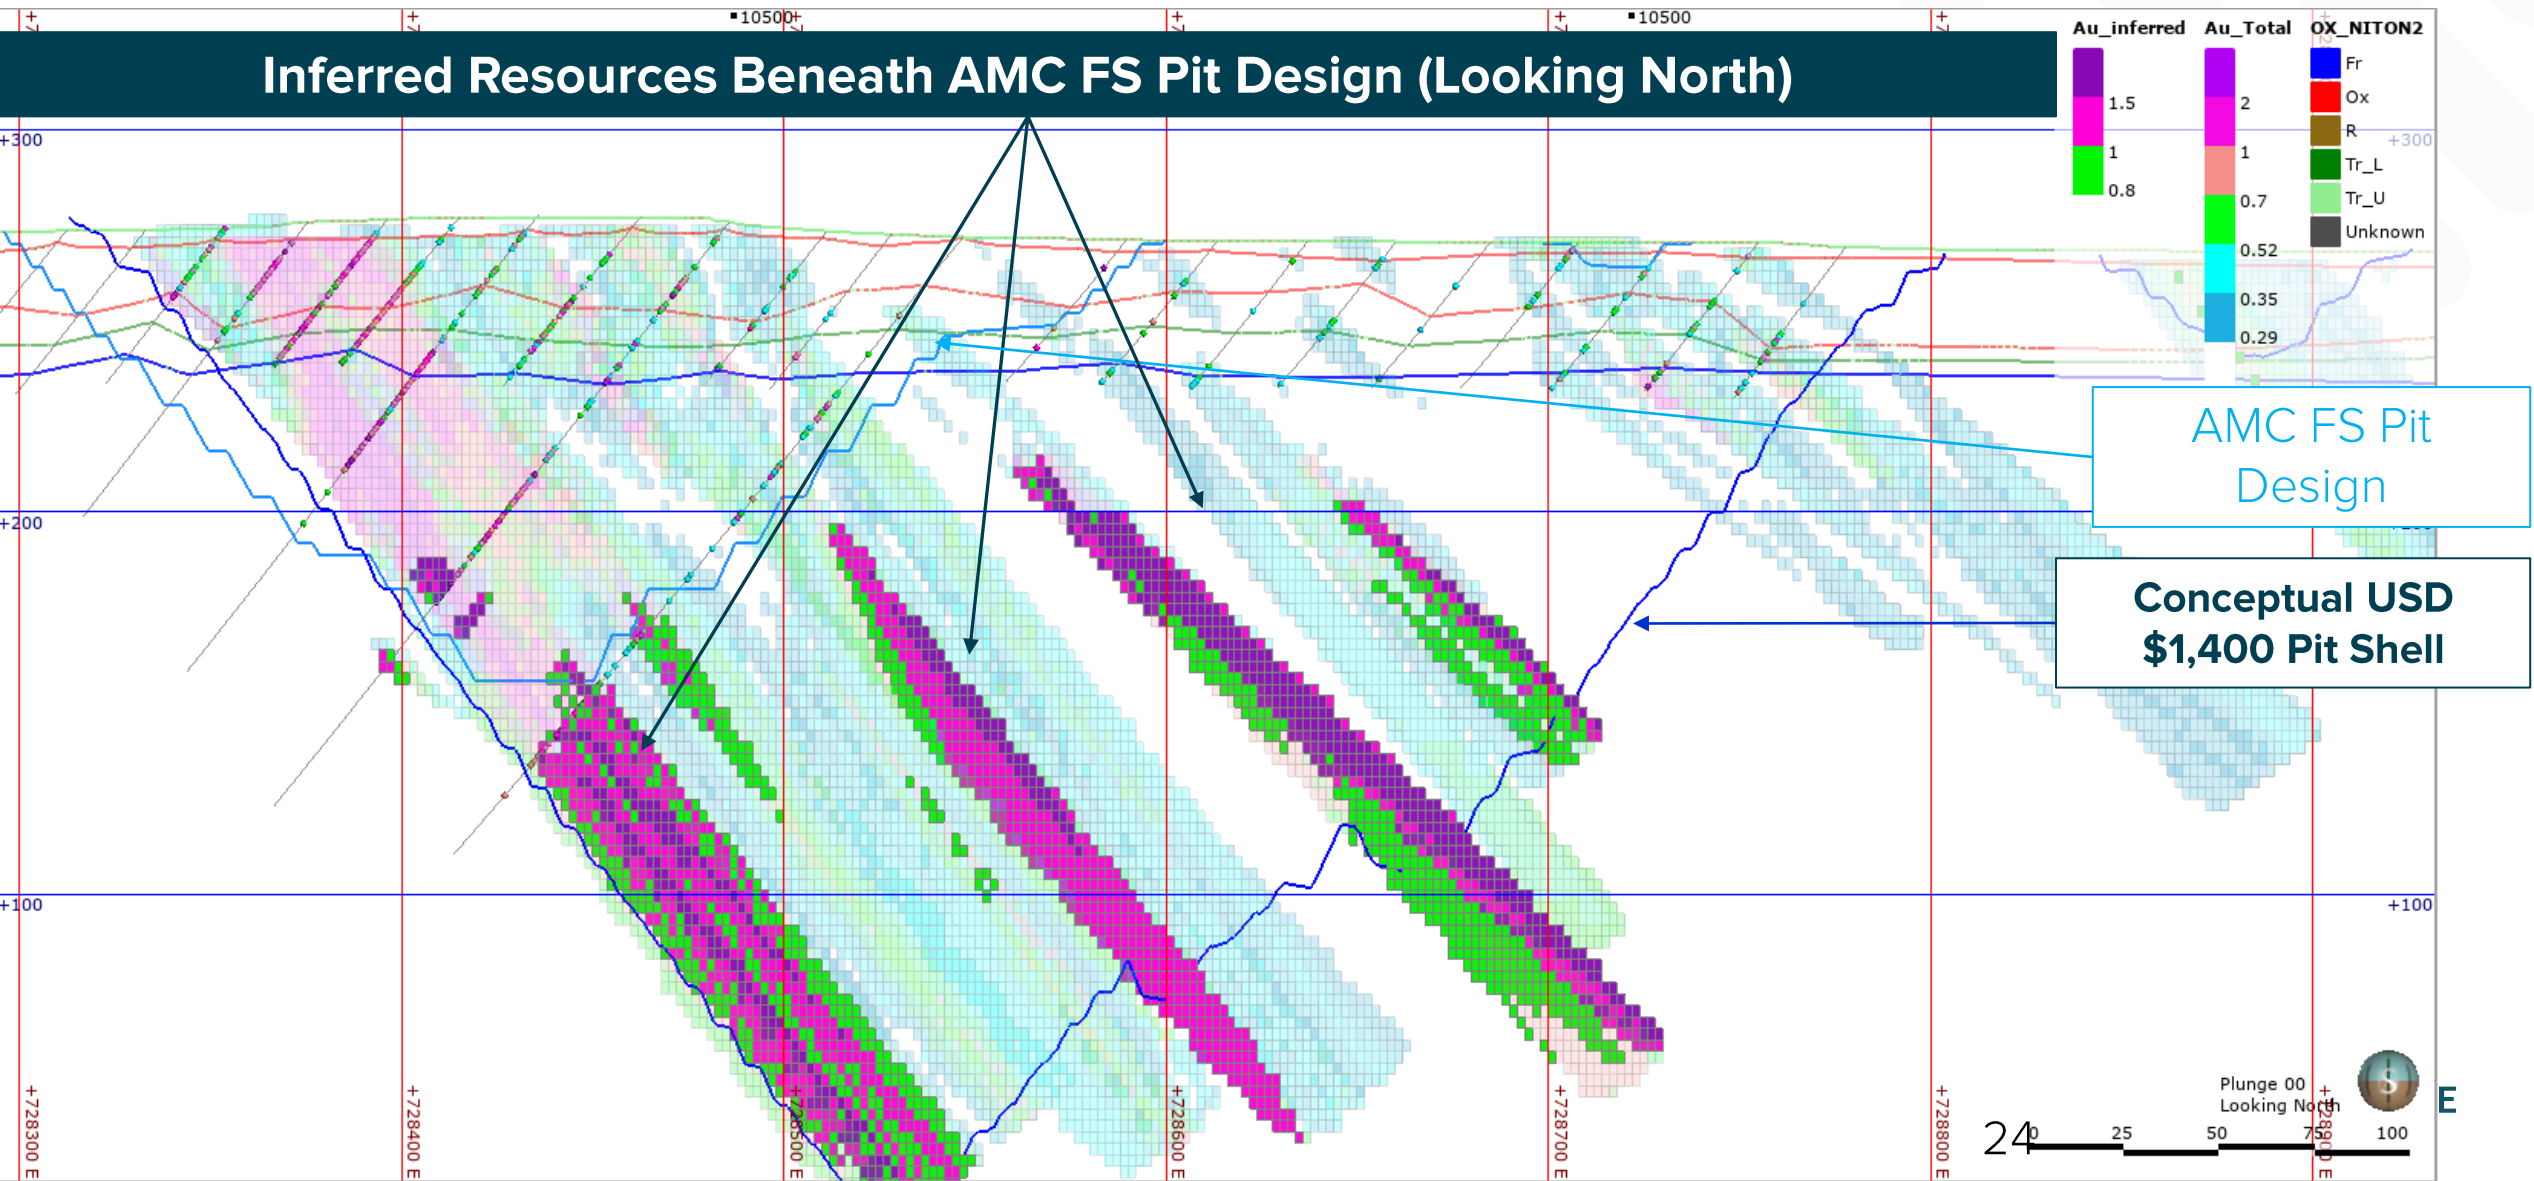 10500
10500
Au_inferred
1.5
1
0.8
Au_Total
2
1
0.7
0.52
0.35
0.29
OX_NITON2
Fr
Ox
R
Tr_L
Tr_U
Unknown
Inferred Resources Beneath AMC FS Pit Design (Looking North)
+300
+300
AMC FS Pit
Design
+200
Conceptual USD
$1,400 Pit Shell
+100
+100
+728300 E
+728400 E
+728500 E
+728600 E
+728700 E
+728800 E
+728900 E
Plunge 00
Looking North
S
E
24
0
25
50
75
100